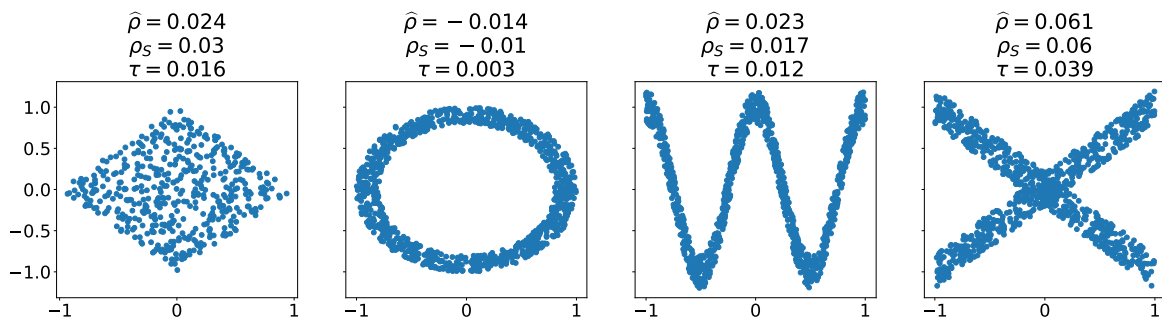 ρ̂ = 0.024
ρ_S = 0.03
τ = 0.016
ρ̂ = − 0.014
ρ_S = − 0.01
τ = 0.003
ρ̂ = 0.023
ρ_S = 0.017
τ = 0.012
ρ̂ = 0.061
ρ_S = 0.06
τ = 0.039
1.0
0.5
0.0
−0.5
−1.0
−1 0 1
−1 0 1
−1 0 1
−1 0 1